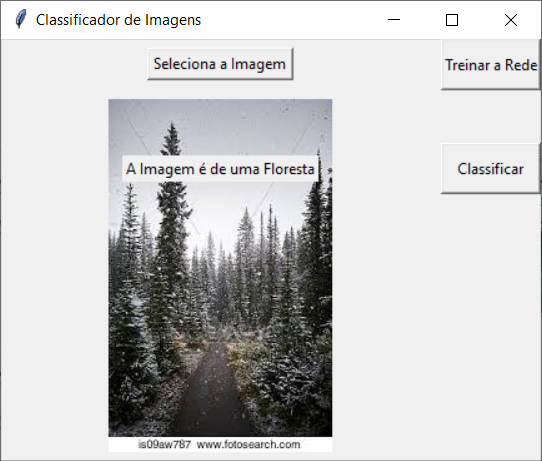 Classificador de Imagens
Seleciona a Imagem
Treinar a Rede
A Imagem é de uma Floresta
Classificar
is09aw787 www.fotosearch.com